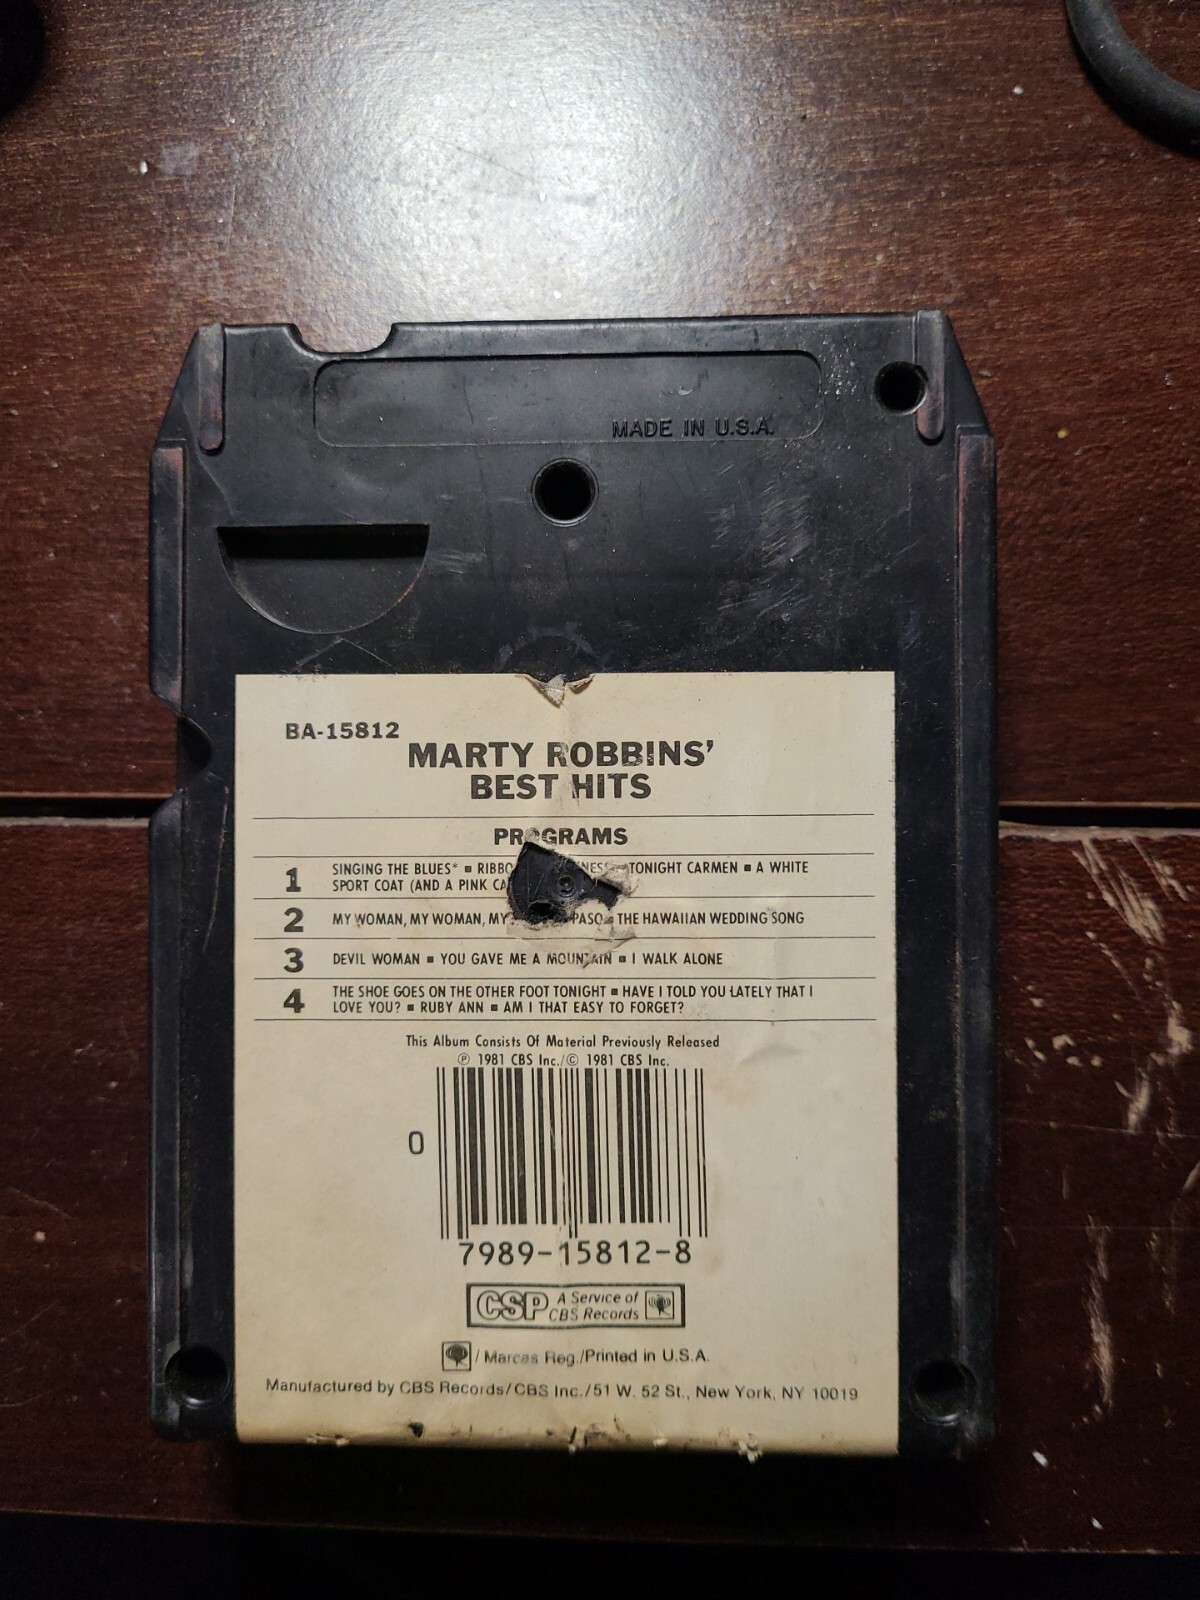 MADE IN U.S.A.
BA-15812
MARTY ROBBINS'
BEST HITS
PROGRAMS
1 SINGING THE BLUES* ▪ TONIGHT CARMEN ▪ A WHITE
SPORT COAT (AND A PINK
2 MY WOMAN, MY WOMAN, MY PASO ▪ THE HAWAIIAN WEDDING SONG
3 DEVIL WOMAN ▪ YOU GAVE ME A MOUNTAIN ▪ I WALK ALONE
4 THE SHOE GOES ON THE OTHER FOOT TONIGHT ▪ HAVE I TOLD YOU LATELY THAT I
LOVE YOU? ▪ RUBY ANN ▪ AM I THAT EASY TO FORGET?
This Album Consists Of Material Previously Released
℗ 1981 CBS Inc./© 1981 CBS Inc.
0
7989-15812-8
CSP A Service of
CBS Records
/ Marcas Reg./Printed in U.S.A.
Manufactured by CBS Records/CBS Inc./51 W. 52 St., New York, NY 10019